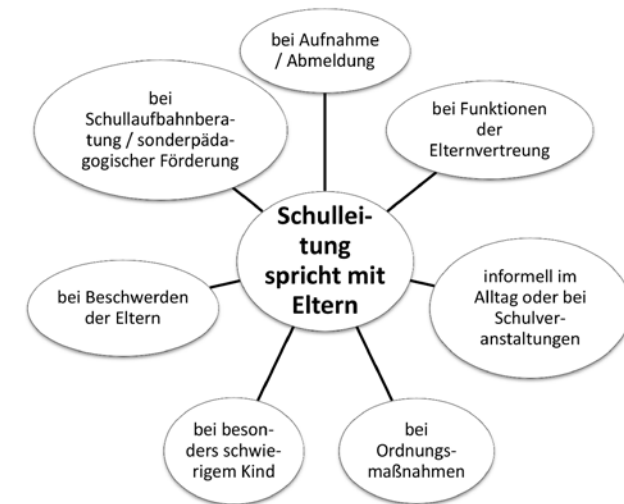 bei Aufnahme
/ Abmeldung
bei Funktionen
der
Elternvertreung
informell im
Alltag oder bei
Schulver-
anstaltungen
bei
Ordnungs-
maßnahmen
bei beson-
ders schwie-
rigem Kind
bei Beschwerden
der Eltern
bei
Schullaufbahnbera-
tung / sonderpäda-
gogischer Förderung
Schullei-
tung
spricht mit
Eltern